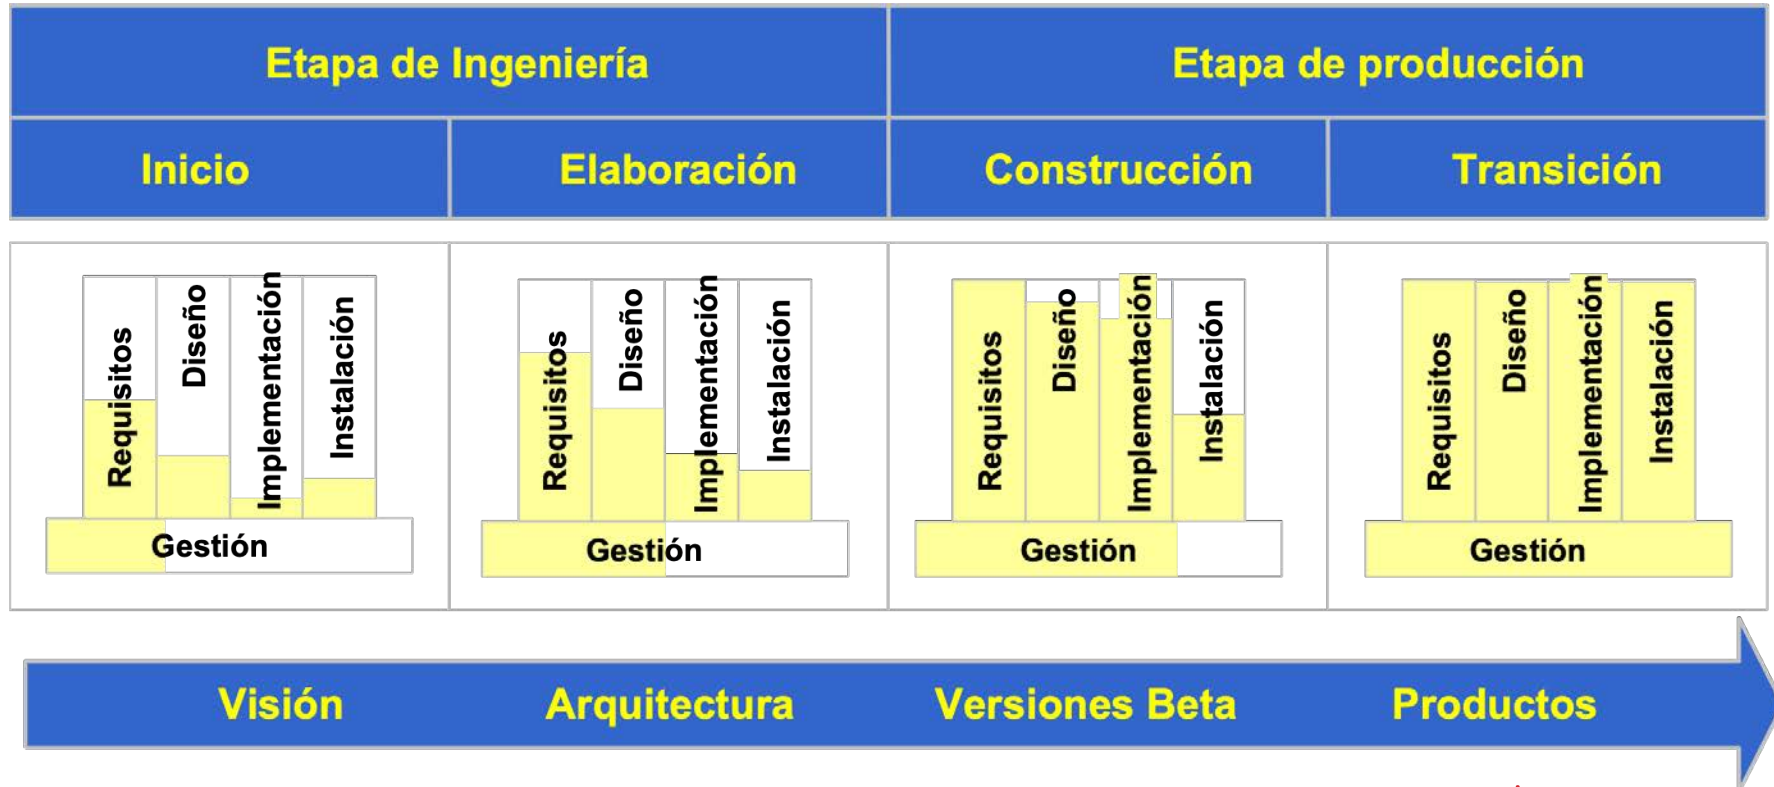 Etapa de Ingeniería
Etapa de producción
Inicio
Elaboración
Construcción
Transición
Requisitos
Diseño
Implementación
Instalación
Gestión
Requisitos
Diseño
Implementación
Instalación
Gestión
Requisitos
Diseño
Implementación
Instalación
Gestión
Requisitos
Diseño
Implementación
Instalación
Gestión
Visión
Arquitectura
Versiones Beta
Productos